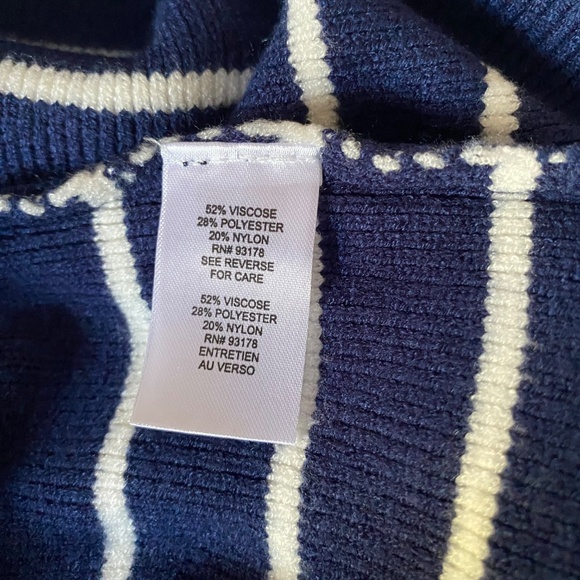 52% VISCOSE
28% POLYESTER
20% NYLON
RN# 93178
SEE REVERSE
FOR CARE
52% VISCOSE
28% POLYESTER
20% NYLON
RN# 93178
ENTRETIEN
AU VERSO